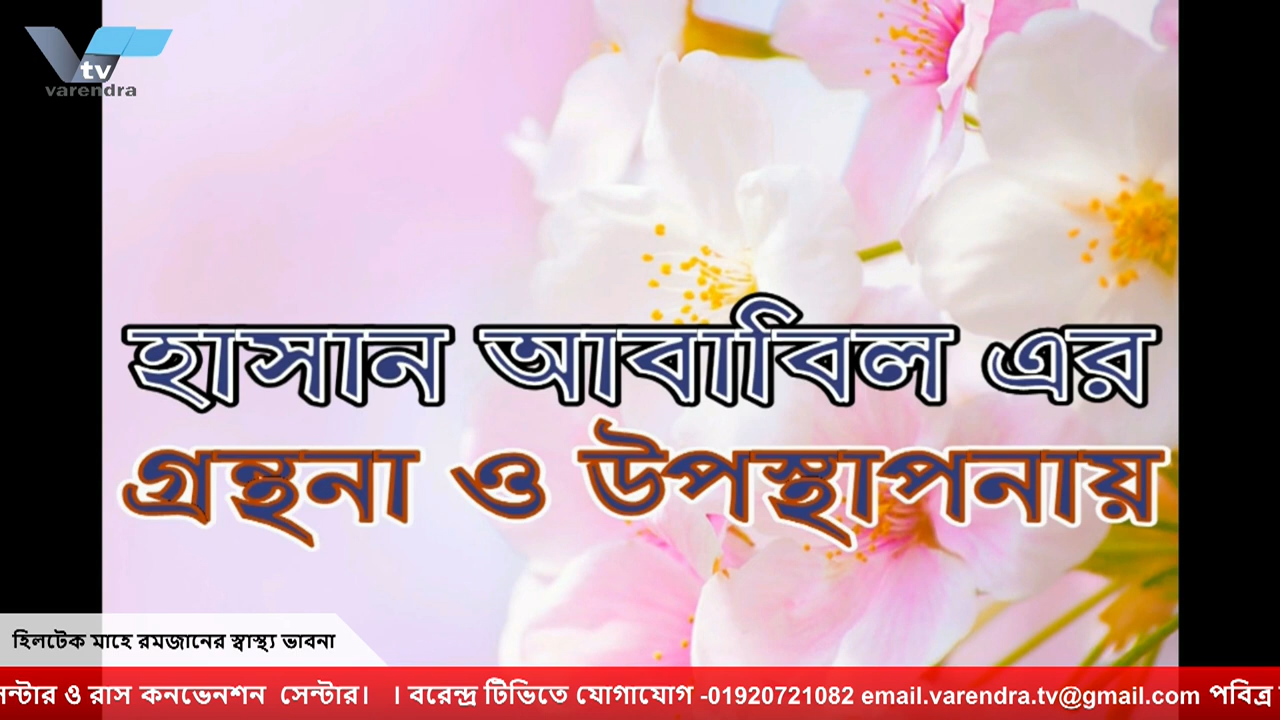 tv
varendra
হাসান আবাবিল এর
গ্রন্থনা ও উপস্থাপনায়
হিলটেক মাহে রমজানের স্বাস্থ্য ভাবনা
ন্টার ও রাস কনভেনশন সেন্টার। । বরেন্দ্র টিভিতে যোগাযোগ -01920721082 email.varendra.tv@gmail.com পবিত্র